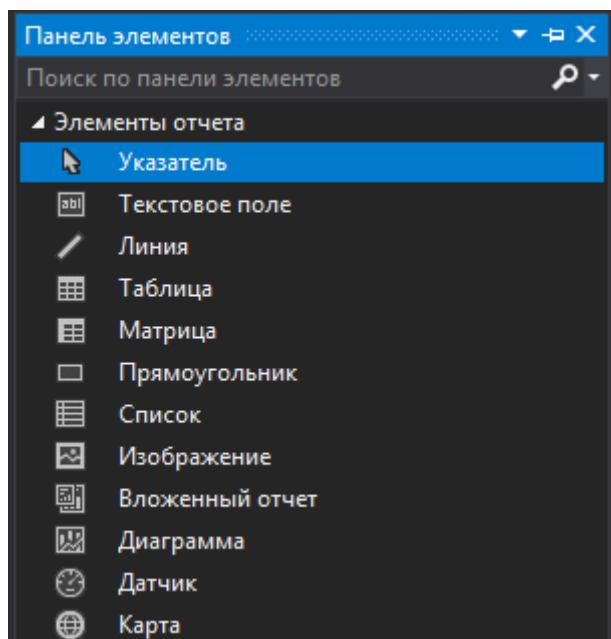 Панель элементов
Поиск по панели элементов
Элементы отчета
Указатель
abl Текстовое поле
Линия
Таблица
Матрица
Прямоугольник
Список
Изображение
Вложенный отчет
Диаграмма
Датчик
Карта